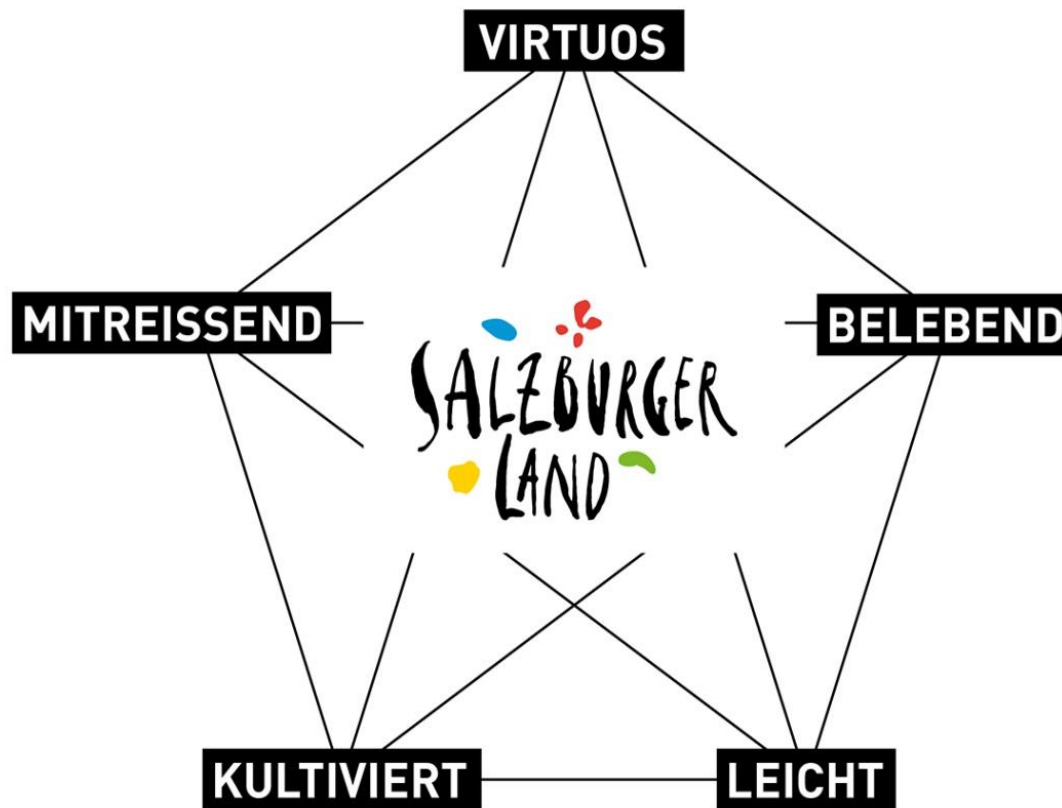 VIRTUOS
MITREISSEND
BELEBEND
SALZBURGER
LAND
KULTIVIERT
LEICHT